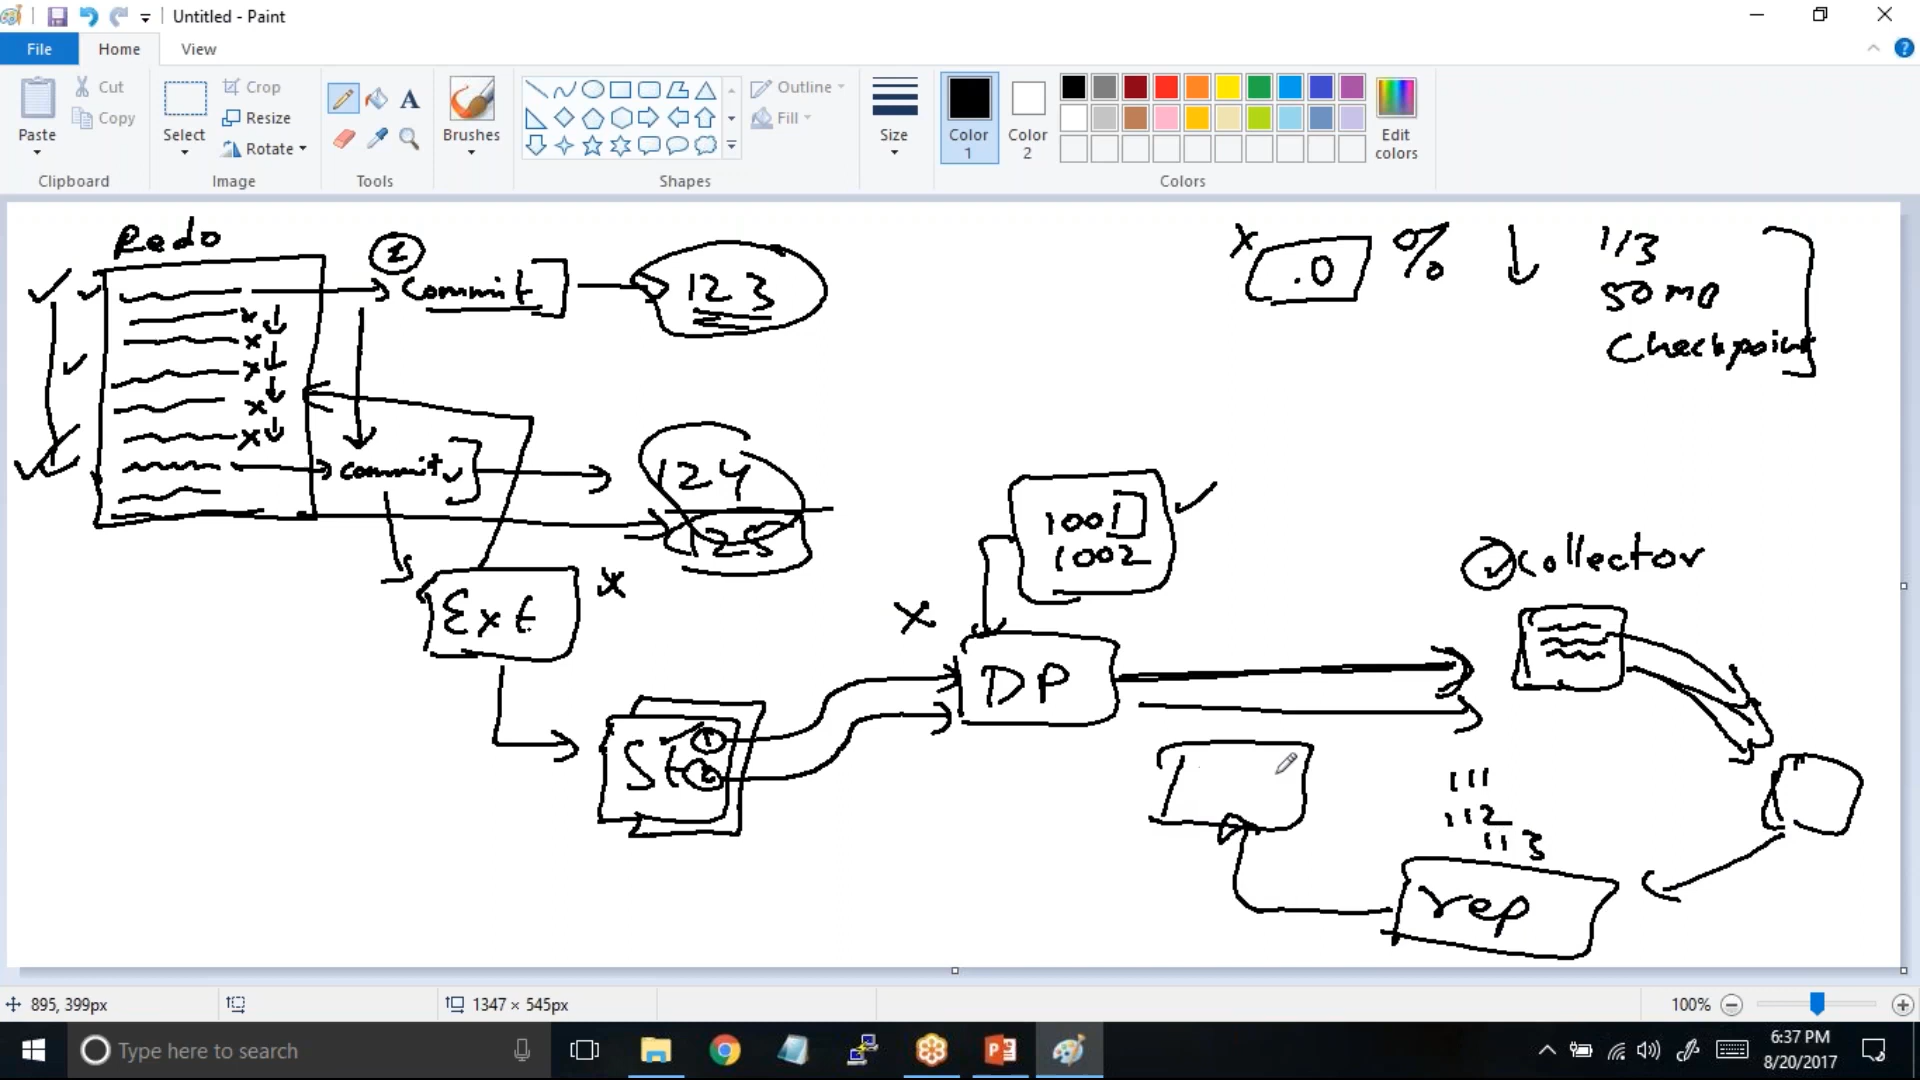 Untitled - Paint
File
Home
View
Paste
Cut
Copy
Clipboard
Select
Crop
Resize
Rotate
Image
A
Tools
Brushes
Shapes
Outline
Fill
Size
Color 1
Color 2
Edit colors
Colors
Redo
commit
123
x .0 %
1/3
50 mb
Checkpoint
x
x
x
x
x
commit
124
125
1001
1002
collector
Ext
x
x
DP
1
2
111
112
113
rep
895, 399px
1347 × 545px
100%
Type here to search
6:37 PM
8/20/2017